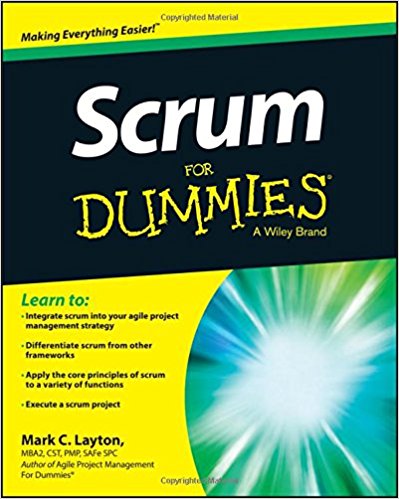 Copyrighted Material
Making Everything Easier!™
Scrum
FOR
DUMMIES®
A Wiley Brand
Learn to:
• Integrate scrum into your agile project
management strategy
• Differentiate scrum from other
frameworks
• Apply the core principles of scrum
to a variety of functions
• Execute a scrum project
Mark C. Layton,
MBA2, CST, PMP, SAFe SPC
Author of Agile Project Management
For Dummies®
Copyrighted Material